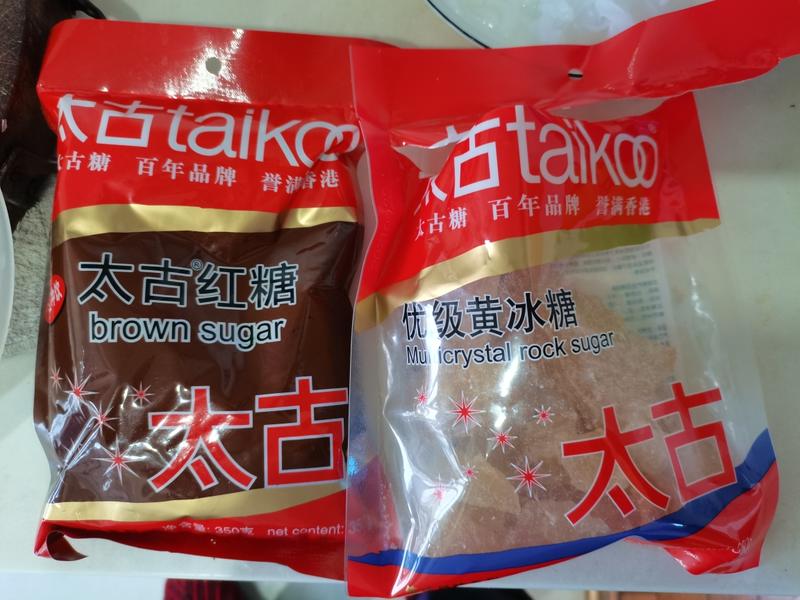 太古taikoo
太古糖 百年品牌 誉满香港
太古®红糖
brown sugar
太古
净含量: 350克 net content:
太古taikoo®
太古糖 百年品牌 誉满香港
优级黄冰糖
Multicrystal rock sugar
太古